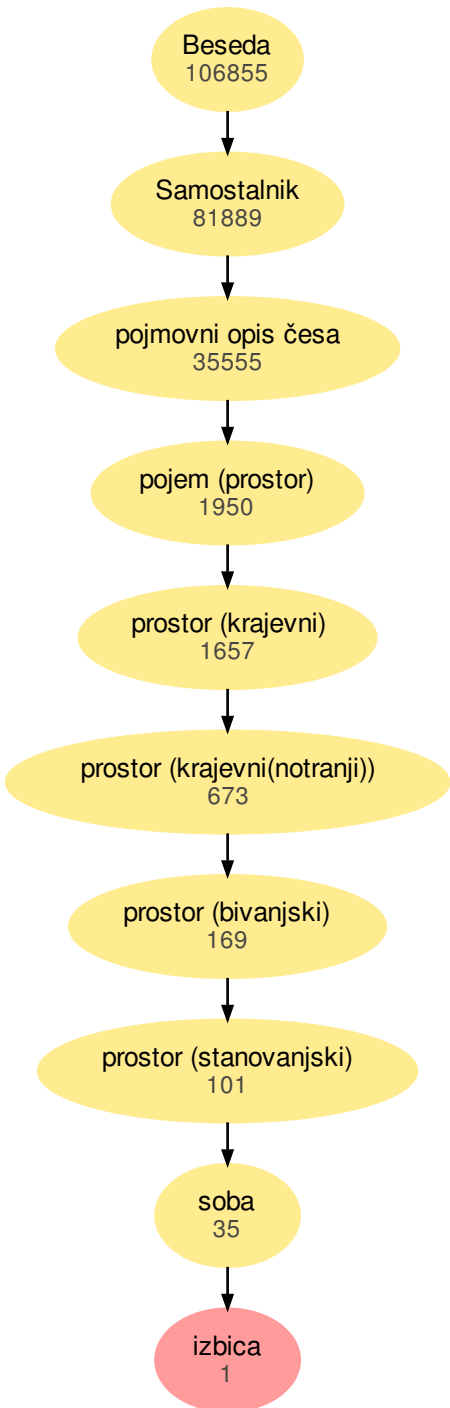 Beseda
106855
Samostalnik
81889
pojmovni opis česa
35555
pojem (prostor)
1950
prostor (krajevni)
1657
prostor (krajevni(notranji))
673
prostor (bivanjski)
169
prostor (stanovanjski)
101
soba
35
izbica
1